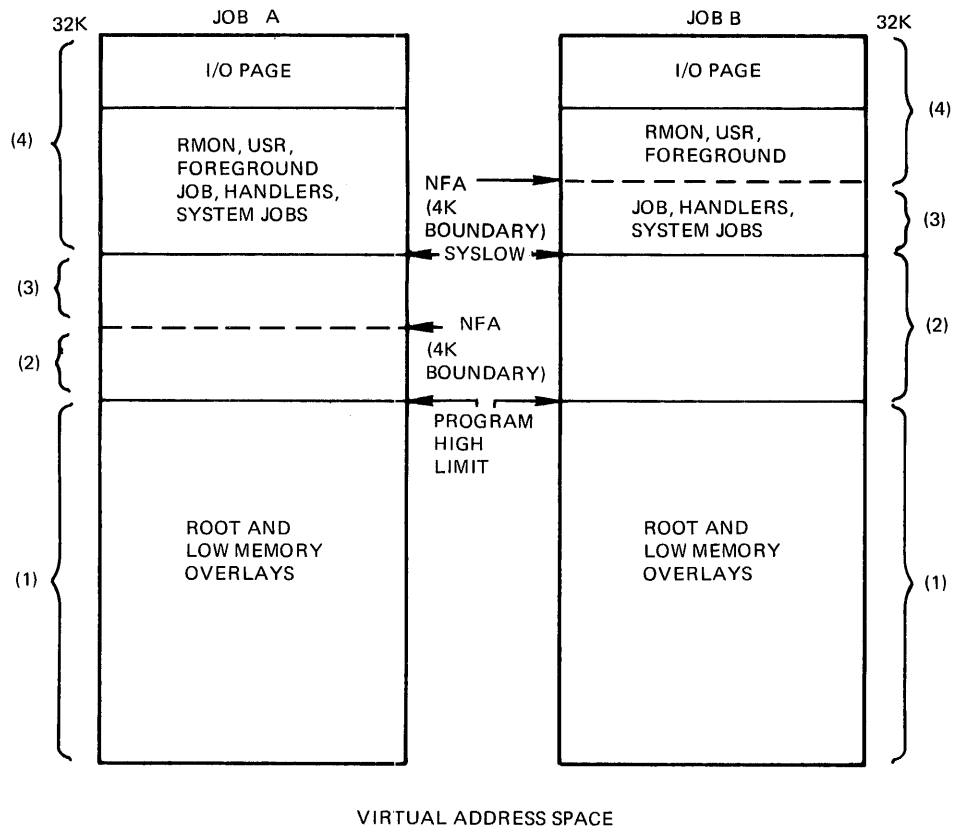 JOB A
JOB B
32K
32K
I/O PAGE
I/O PAGE
(4)
(4)
RMON, USR,
FOREGROUND
JOB, HANDLERS,
SYSTEM JOBS
RMON, USR,
FOREGROUND
NFA
(4K
BOUNDARY)
JOB, HANDLERS,
SYSTEM JOBS
(3)
SYSLOW
(3)
NFA
(4K
BOUNDARY)
(2)
(2)
PROGRAM
HIGH
LIMIT
ROOT AND
LOW MEMORY
OVERLAYS
ROOT AND
LOW MEMORY
OVERLAYS
(1)
(1)
VIRTUAL ADDRESS SPACE